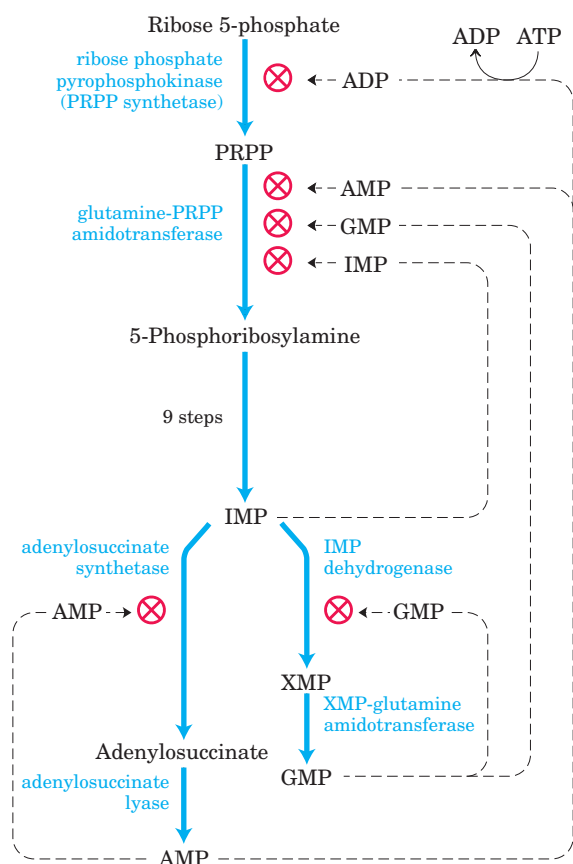 Ribose 5-phosphate
ADP ATP
ribose phosphate
pyrophosphokinase
(PRPP synthetase)
ADP
PRPP
AMP
glutamine-PRPP
amidotransferase
GMP
IMP
5-Phosphoribosylamine
9 steps
IMP
adenylosuccinate
synthetase
IMP
dehydrogenase
AMP
GMP
XMP
XMP-glutamine
amidotransferase
Adenylosuccinate
GMP
adenylosuccinate
lyase
AMP